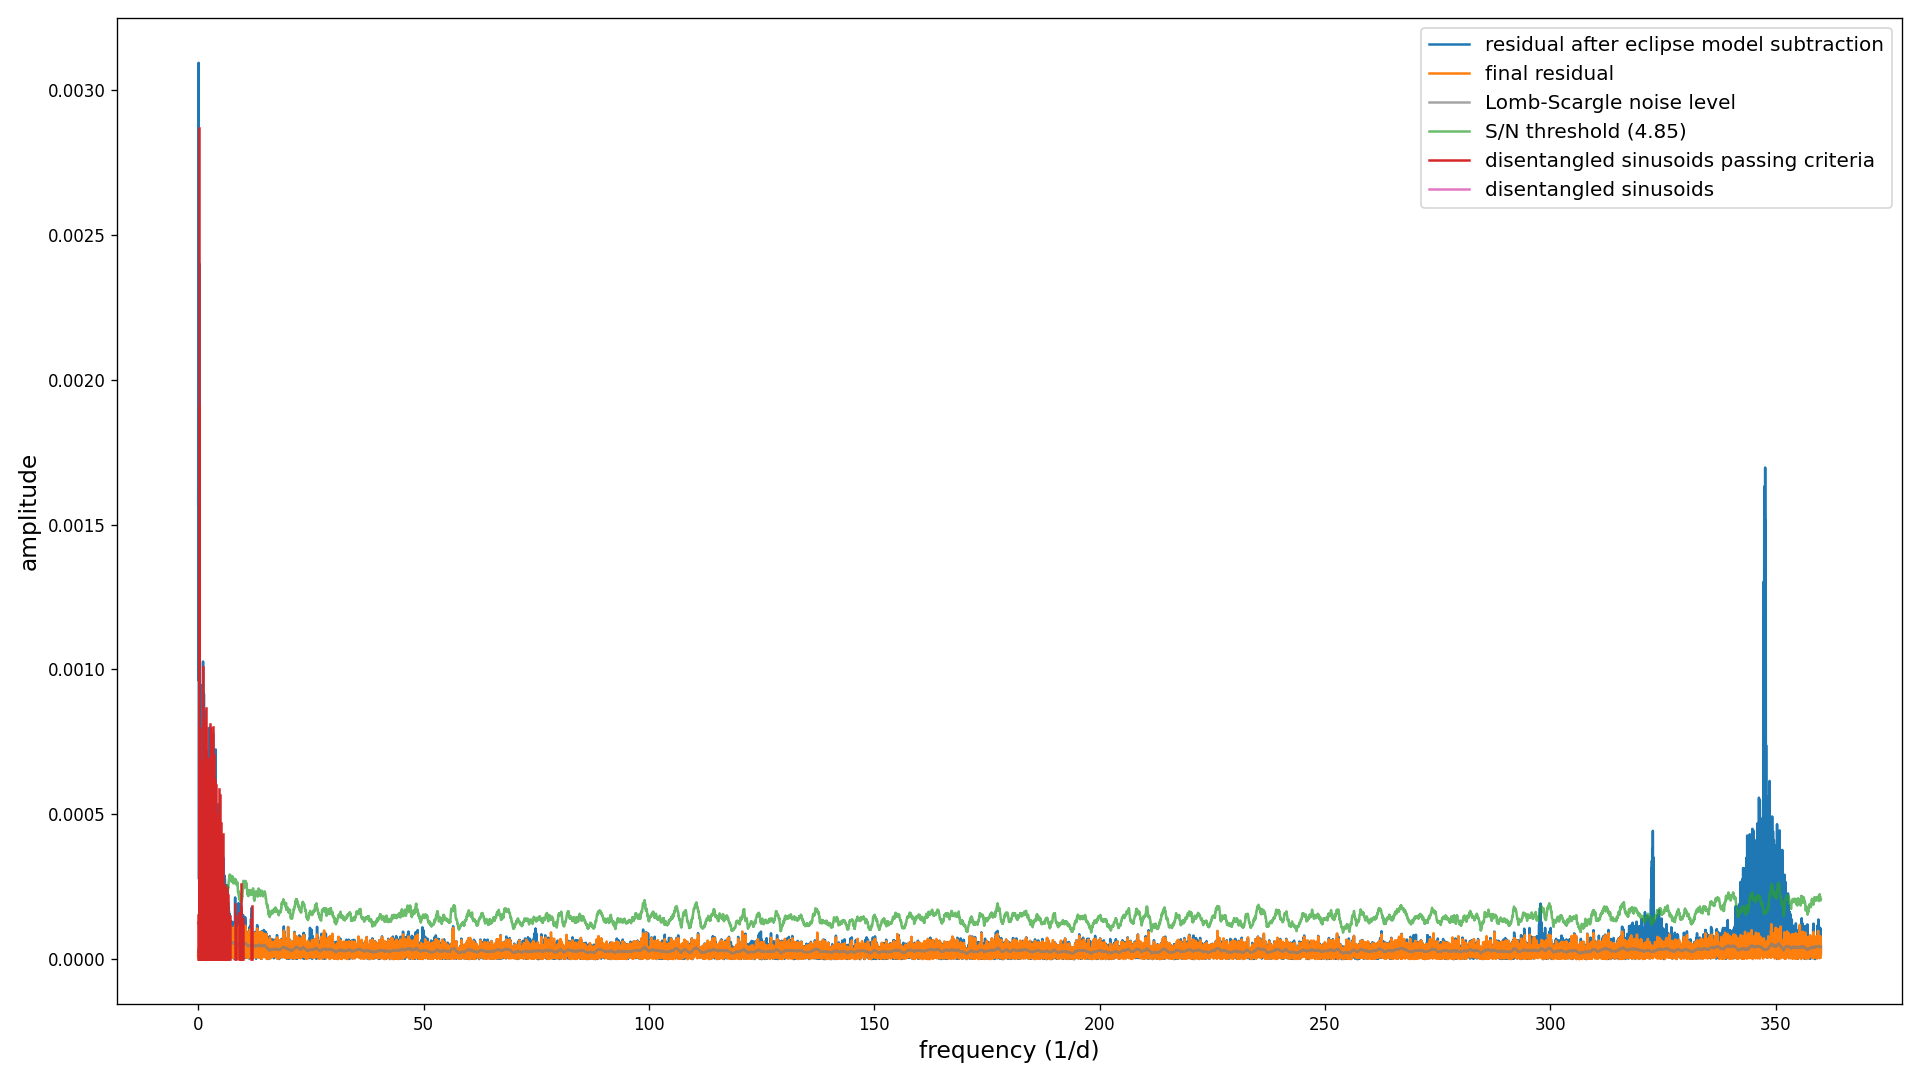 residual after eclipse model subtraction
final residual
Lomb-Scargle noise level
S/N threshold (4.85)
disentangled sinusoids passing criteria
disentangled sinusoids
0.0030
0.0025
0.0020
0.0015
0.0010
0.0005
0.0000
amplitude
0 50 100 150 200 250 300 350
frequency (1/d)